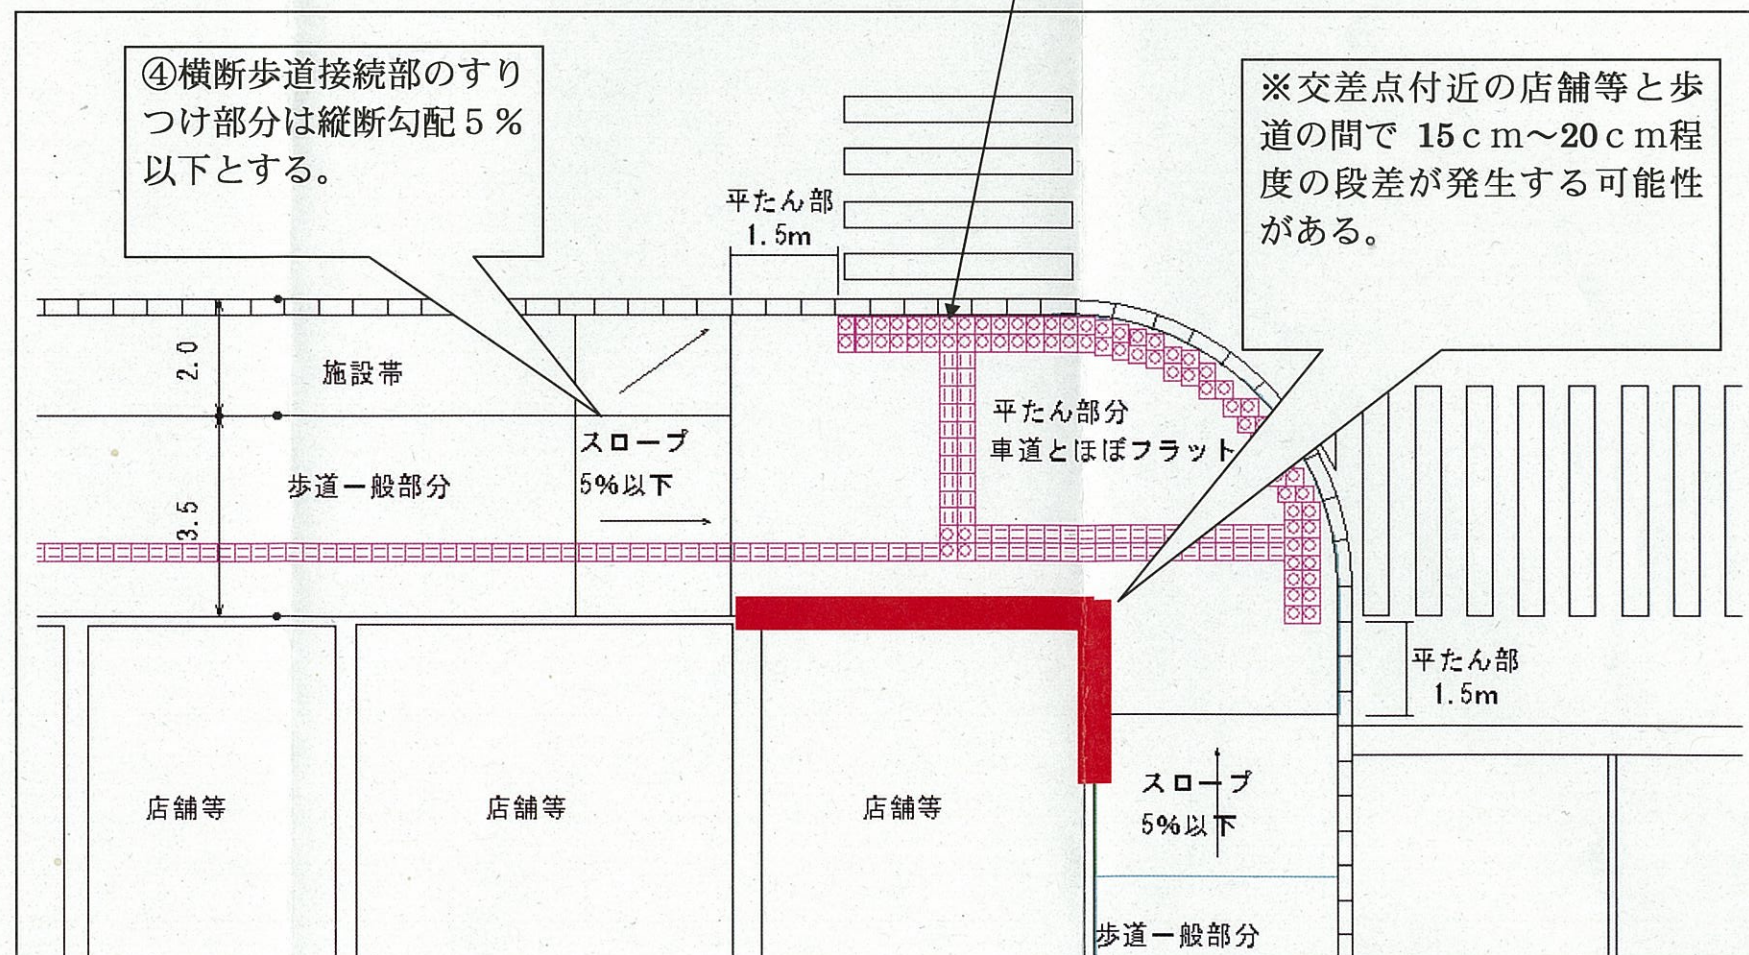 ④横断歩道接続部のすり
つけ部分は縦断勾配5%
以下とする。
※交差点付近の店舗等と歩
道の間で 15cm～20cm程
度の段差が発生する可能性
がある。
平たん部
1.5m
2.0
施設帯
平たん部分
車道とほぼフラット
スロープ
5%以下
歩道一般部分
3.5
平たん部
1.5m
スロープ
5%以下
店舗等
店舗等
店舗等
歩道一般部分